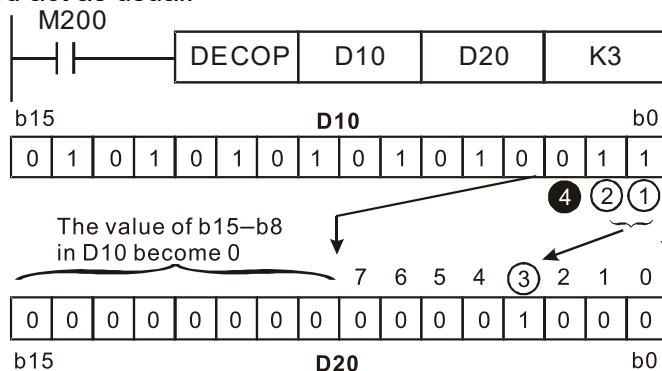 act as usual.
M200
DECOP D10 D20 K3
b15 D10 b0
0 1 0 1 0 1 0 1 0 1 0 1 0 0 1 1
4 2 1
The value of b15–b8
in D10 become 0
7 6 5 4 3 2 1 0
0 0 0 0 0 0 0 0 0 0 0 0 1 0 0 0
b15 D20 b0